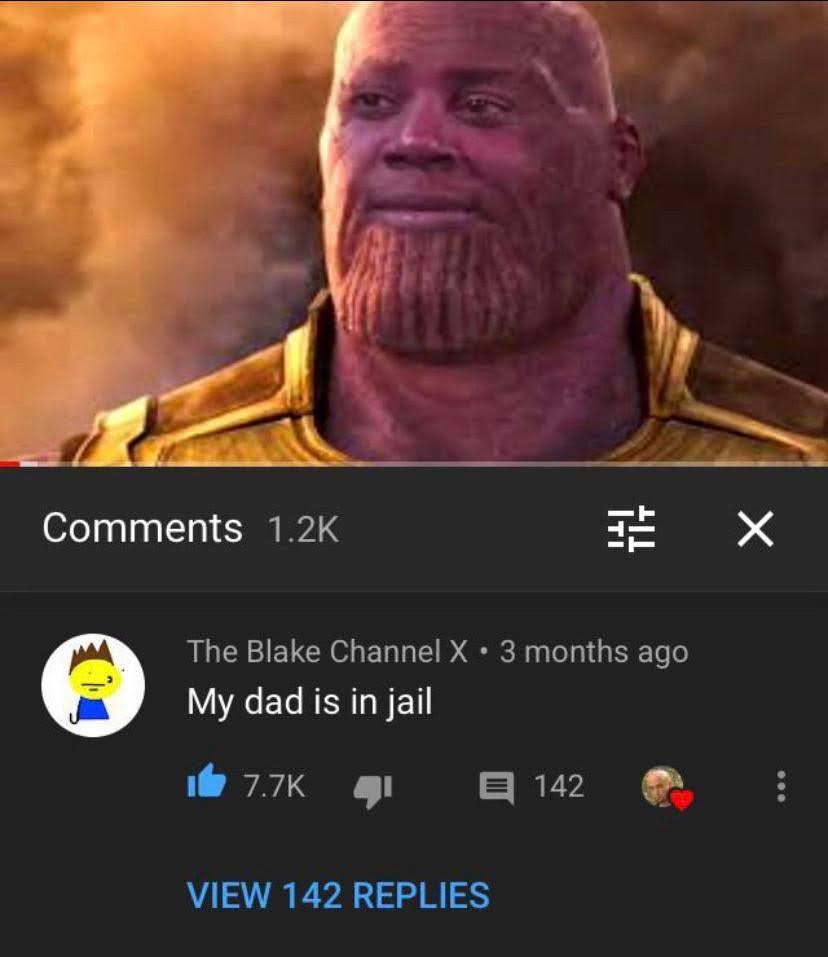 Comments 1.2K
The Blake Channel X • 3 months ago
My dad is in jail
7.7K 142
VIEW 142 REPLIES